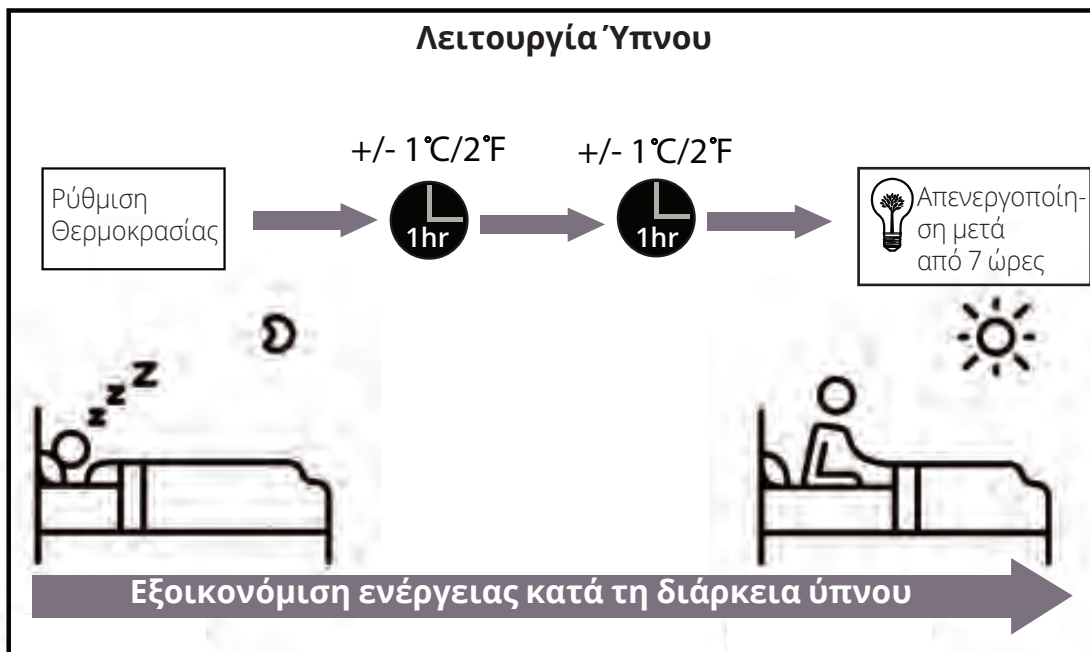 Λειτουργία Ύπνου
+/- 1℃/2℉ +/- 1℃/2℉
Ρύθμιση
Θερμοκρασίας
1hr
1hr
Απενεργοποίη-
ση μετά
από 7 ώρες
z z z
Εξοικονόμιση ενέργειας κατά τη διάρκεια ύπνου